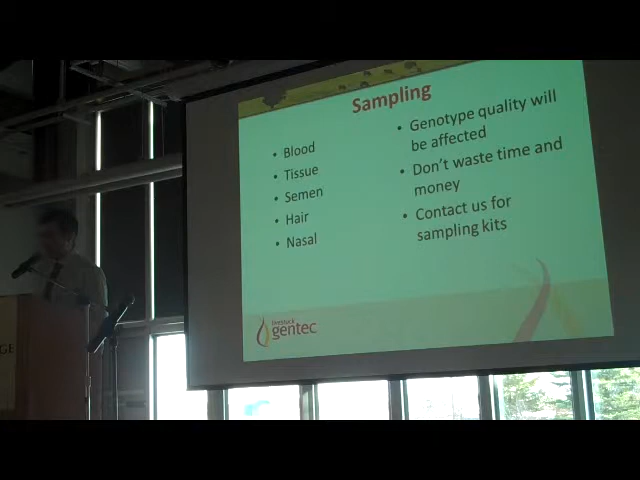 Sampling
• Blood
• Tissue
• Semen
• Hair
• Nasal
• Genotype quality will
be affected
• Don't waste time and
money
• Contact us for
sampling kits
livestock
gentec
GE